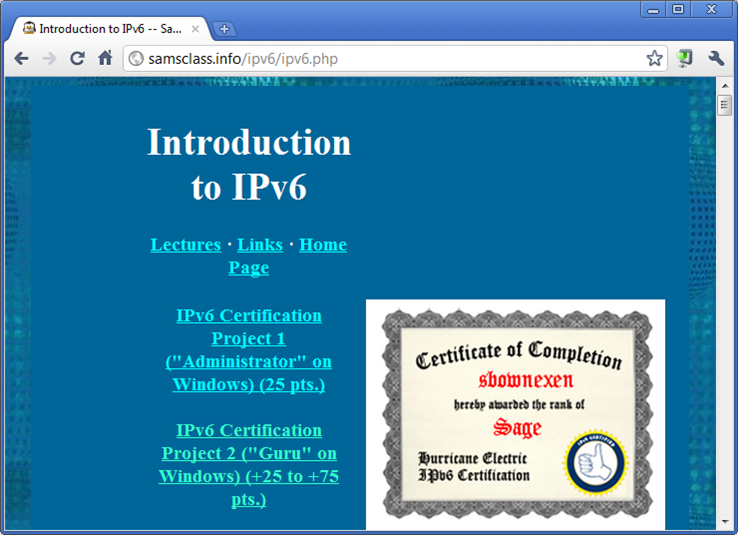 Introduction to IPv6 -- Sa...
samsclass.info/ipv6/ipv6.php
Introduction
to IPv6
Lectures · Links · Home
Page
IPv6 Certification
Project 1
("Administrator" on
Windows) (25 pts.)
IPv6 Certification
Project 2 ("Guru" on
Windows) (+25 to +75
pts.)
Certificate of Completion
sbownexen
hereby awarded the rank of
Sage
Hurricane Electric
IPv6 Certification
IPv6 CERTIFIED